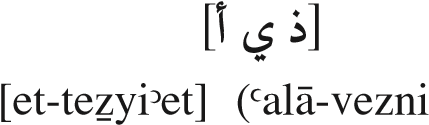 [ذ ي أ]
[et-teẕyiʾet] (ʿalā-vezni